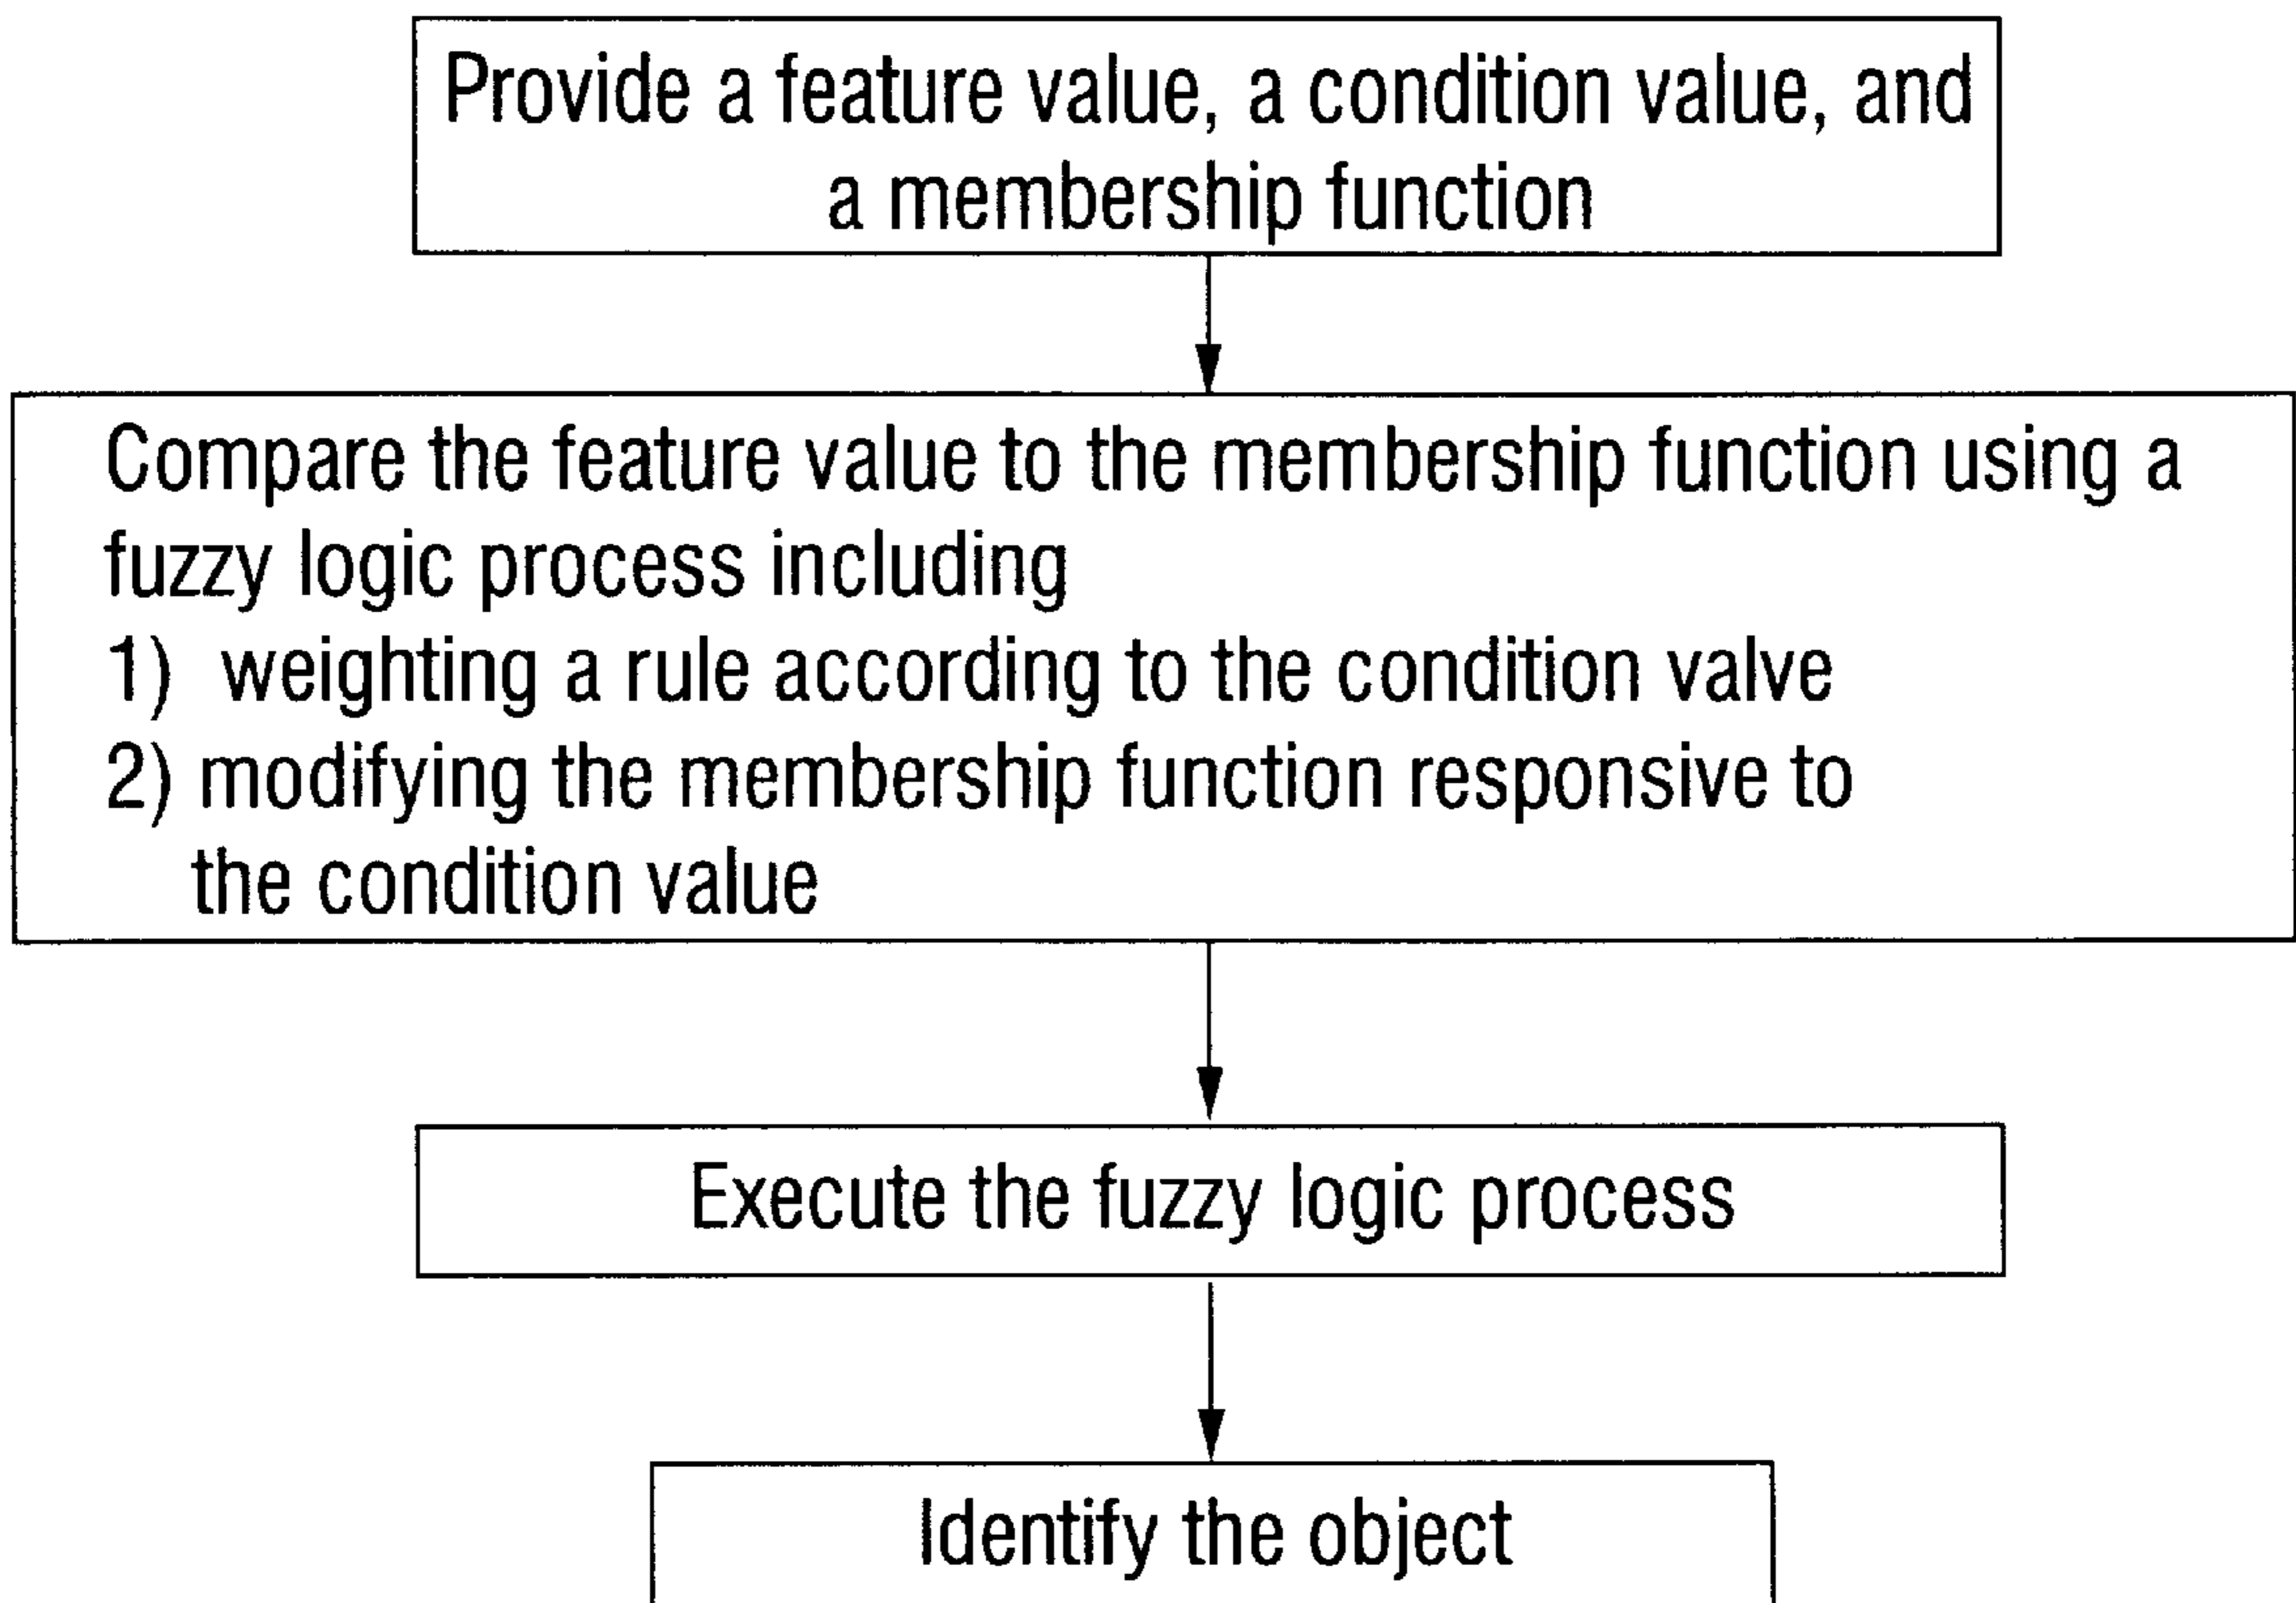 Provide a feature value, a condition value, and
a membership function
Compare the feature value to the membership function using a
fuzzy logic process including
1) weighting a rule according to the condition valve
2) modifying the membership function responsive to
the condition value
Execute the fuzzy logic process
Identify the object